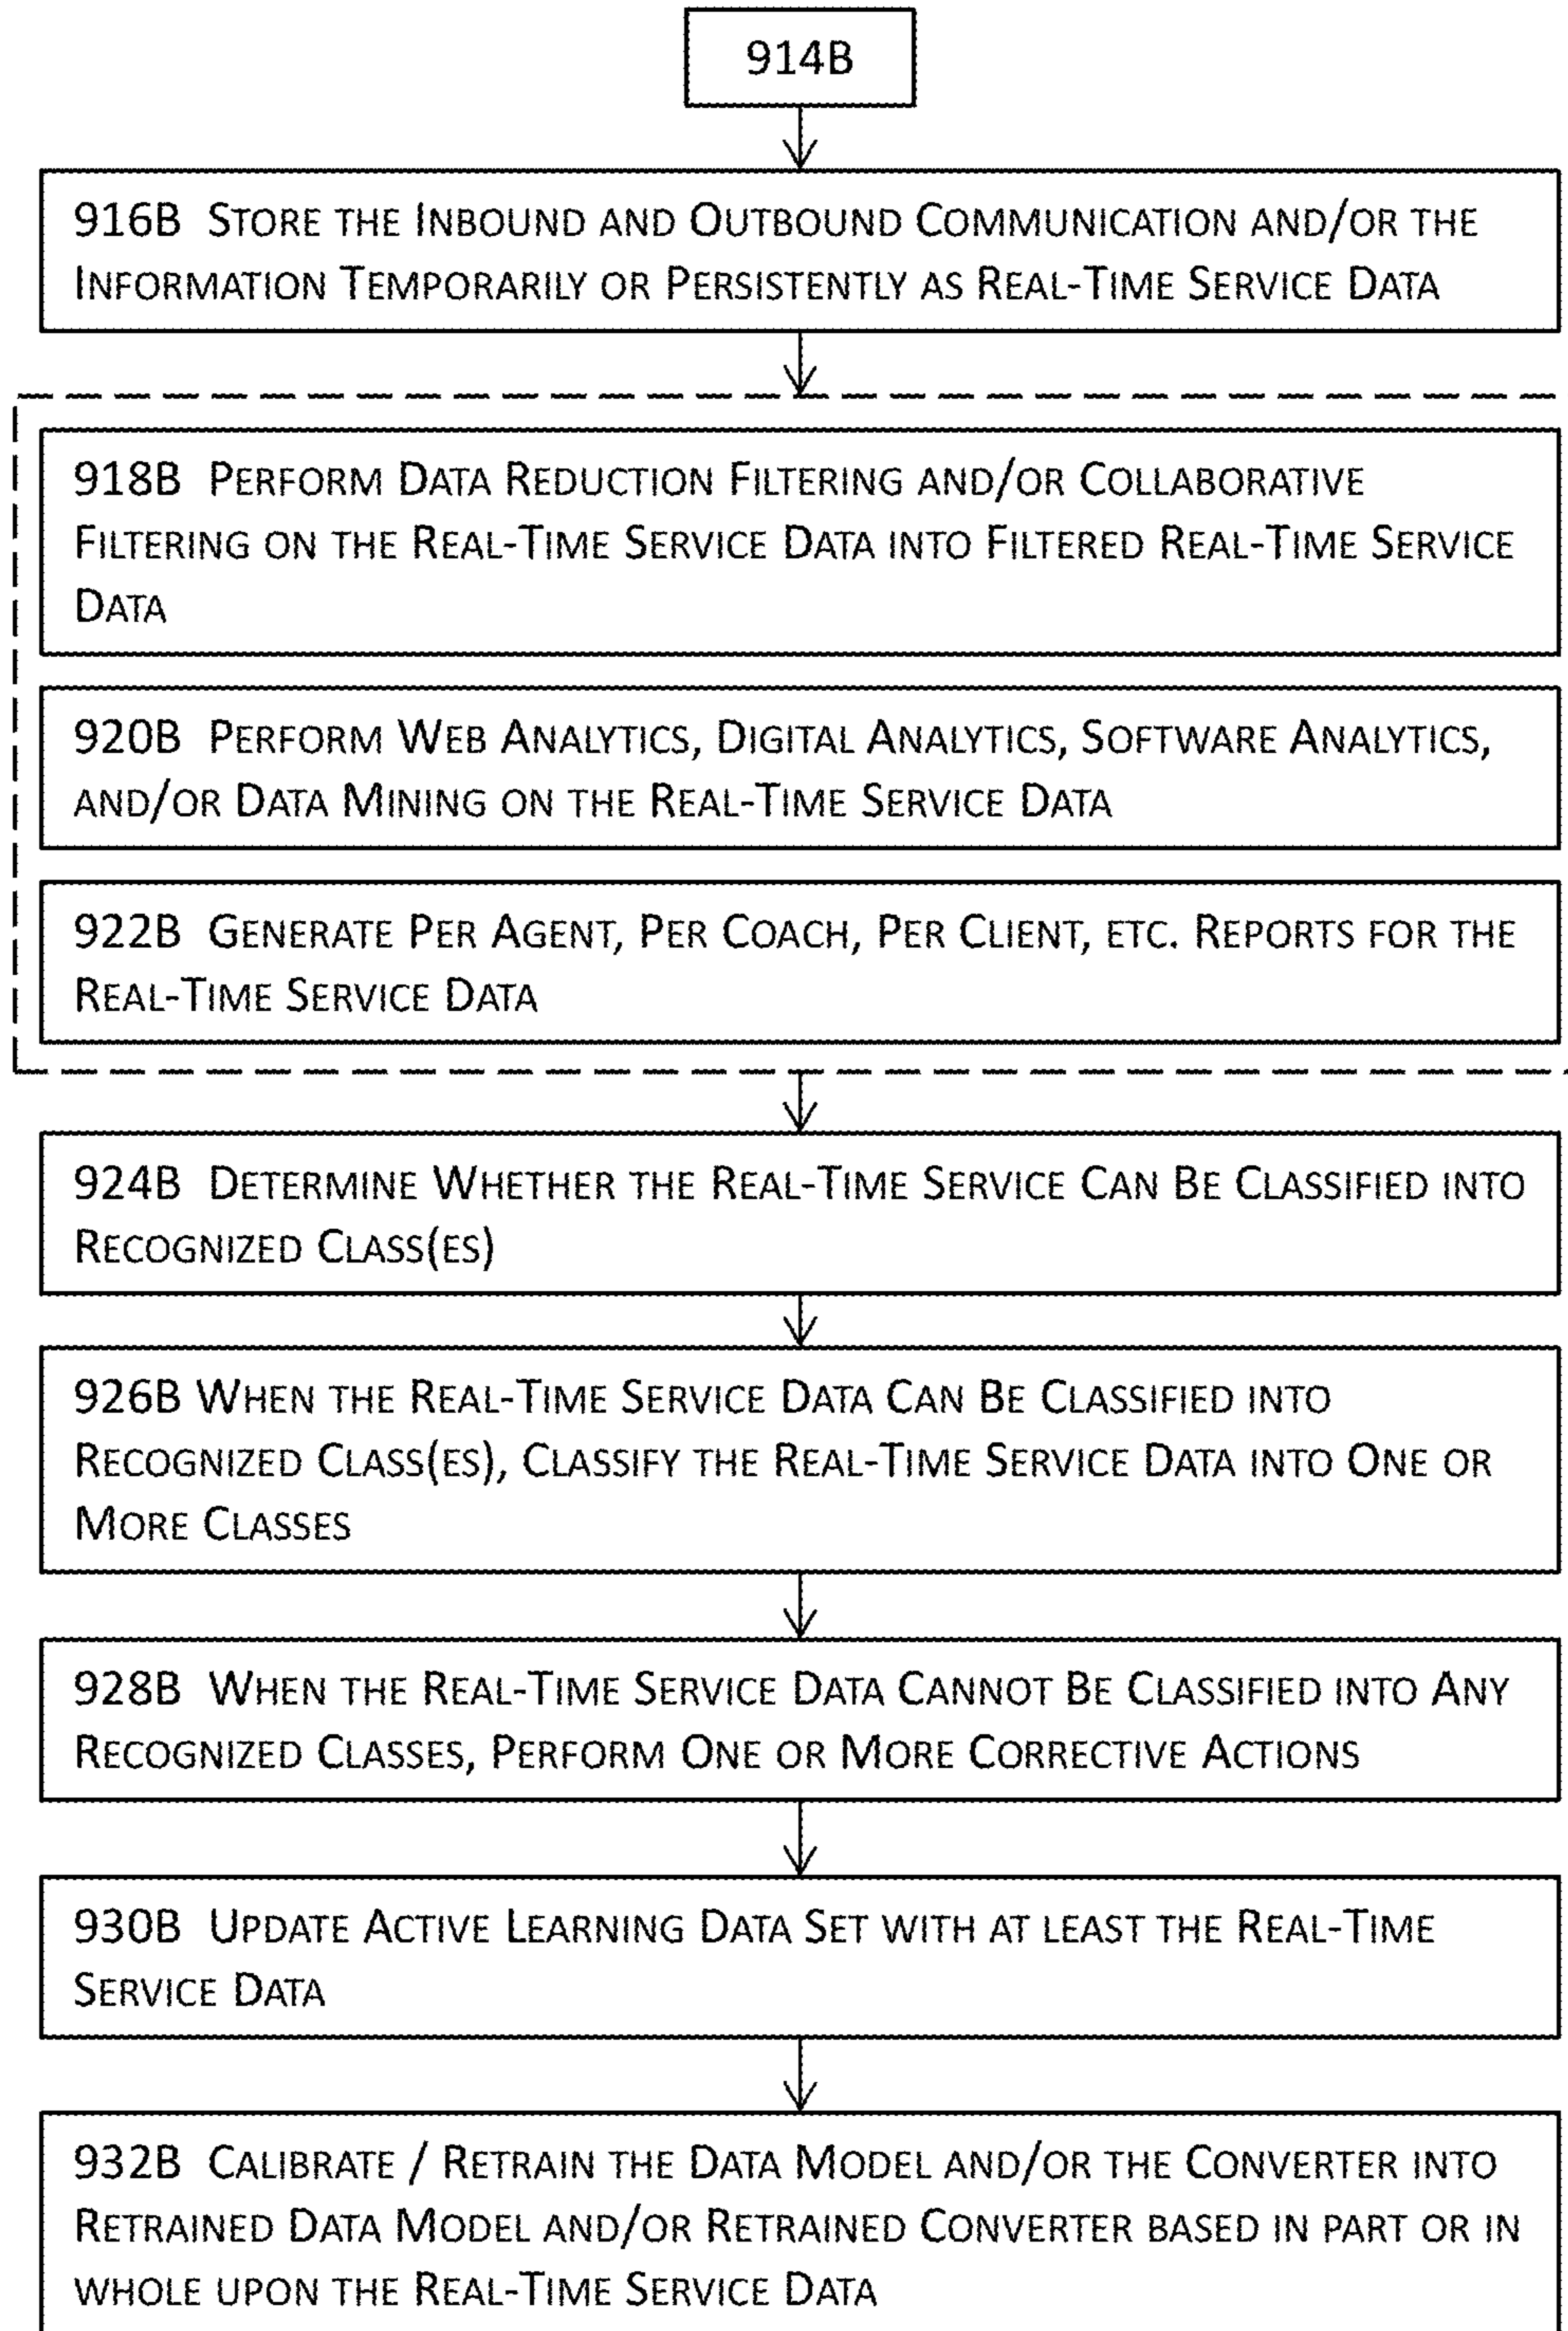 914B
916B Store the Inbound and Outbound Communication and/or the
Information Temporarily or Persistently as Real-Time Service Data
918B Perform Data Reduction Filtering and/or Collaborative
Filtering on the Real-Time Service Data into Filtered Real-Time Service
Data
920B Perform Web Analytics, Digital Analytics, Software Analytics,
and/or Data Mining on the Real-Time Service Data
922B Generate Per Agent, Per Coach, Per Client, etc. Reports for the
Real-Time Service Data
924B Determine Whether the Real-Time Service Can Be Classified into
Recognized Class(es)
926B When the Real-Time Service Data Can Be Classified into
Recognized Class(es), Classify the Real-Time Service Data into One or
More Classes
928B When the Real-Time Service Data Cannot Be Classified into Any
Recognized Classes, Perform One or More Corrective Actions
930B Update Active Learning Data Set with at least the Real-Time
Service Data
932B Calibrate / Retrain the Data Model and/or the Converter into
Retrained Data Model and/or Retrained Converter based in part or in
whole upon the Real-Time Service Data